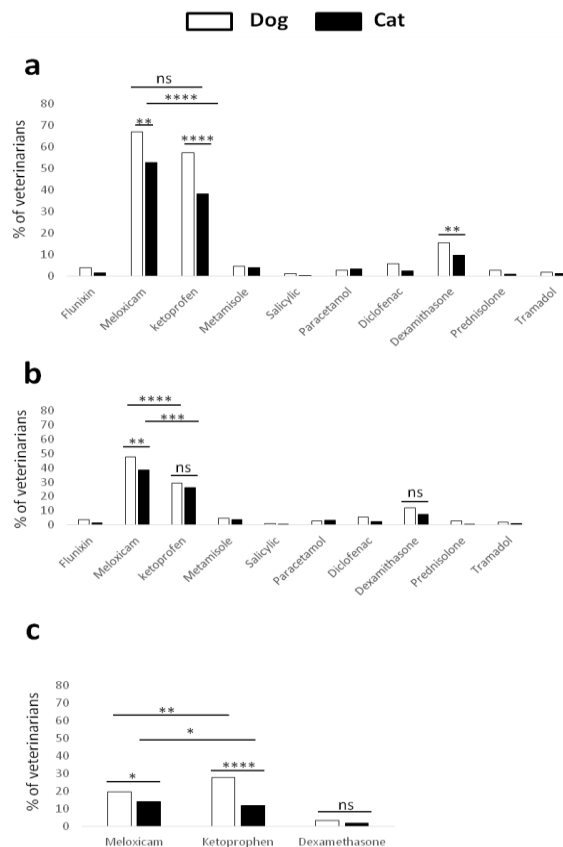 Dog Cat
a
ns
****
** **** **
80
70
60
50
40
30
20
10
0
% of veterinarians
Flunixin Meloxicam ketoprofen Metamisole Salicylic Paracetamol Diclofenac Dexamithasone Prednisolone Tramadol
b
****
***
** ns ns
80
70
60
50
40
30
20
10
0
% of veterinarians
Flunixin Meloxicam ketoprofen Metamisole Salicylic Paracetamol Diclofenac Dexamithasone Prednisolone Tramadol
c
**
*
* **** ns
80
70
60
50
40
30
20
10
0
% of veterinarians
Meloxicam Ketoprophen Dexamethasone